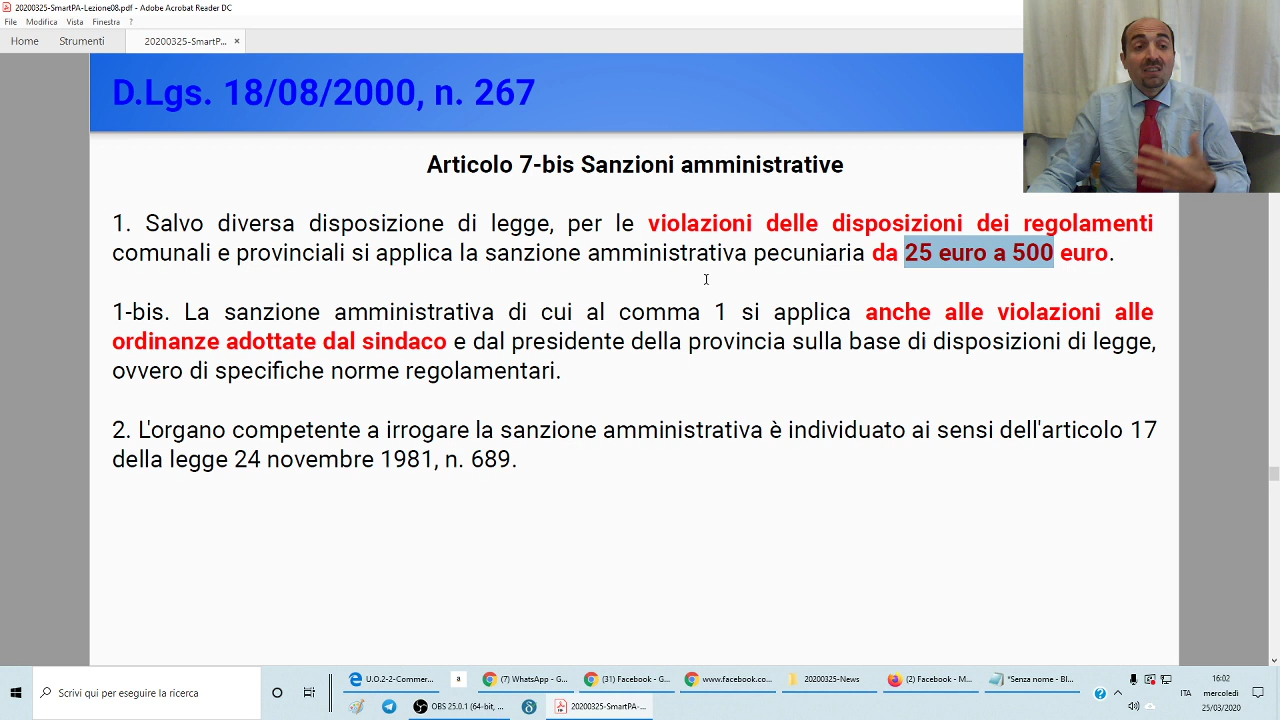 20200325-SmartPA-Lezione08.pdf - Adobe Acrobat Reader DC
File Modifica Vista Finestra ?
Home Strumenti 20200325-SmartP... ×
D.Lgs. 18/08/2000, n. 267
Articolo 7-bis Sanzioni amministrative
1. Salvo diversa disposizione di legge, per le violazioni delle disposizioni dei regolamenti
comunali e provinciali si applica la sanzione amministrativa pecuniaria da 25 euro a 500 euro.
1-bis. La sanzione amministrativa di cui al comma 1 si applica anche alle violazioni alle
ordinanze adottate dal sindaco e dal presidente della provincia sulla base di disposizioni di legge,
ovvero di specifiche norme regolamentari.
2. L'organo competente a irrogare la sanzione amministrativa è individuato ai sensi dell'articolo 17
della legge 24 novembre 1981, n. 689.
Scrivi qui per eseguire la ricerca
U.O.2-2-Commer... a (7) WhatsApp - G... (31) Facebook - G... www.facebook.co... 20200325-News (2) Facebook - M... *Senza nome - Bl...
OBS 25.0.1 (64-bit, ... 20200325-SmartPA-...
ITA
16:02
mercoledì
25/03/2020